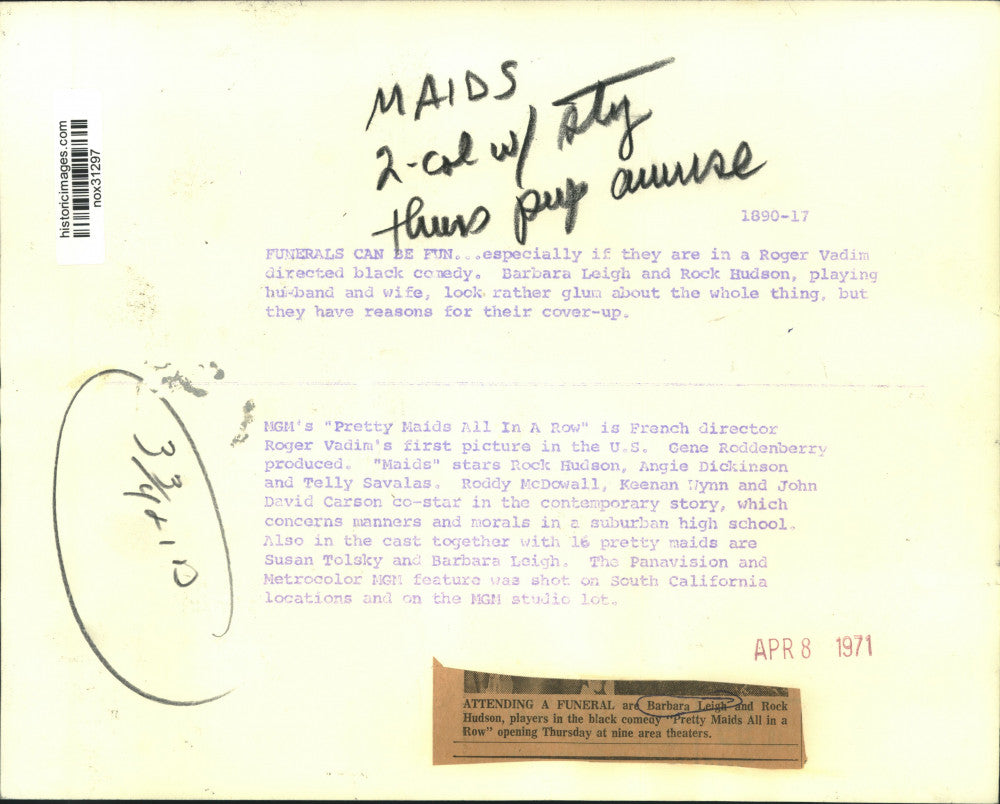 MAIDS
2-col w/ sty
thurs pup amuse
historicimages.com
nox31297
1890-17
FUNERALS CAN BE FUN...especially if they are in a Roger Vadim
directed black comedy. Barbara Leigh and Rock Hudson, playing
husband and wife, look rather glum about the whole thing, but
they have reasons for their cover-up.
3 3/4 + 10
MGM's "Pretty Maids All In A Row" is French director
Roger Vadim's first picture in the U.S. Gene Roddenberry
produced. "Maids" stars Rock Hudson, Angie Dickinson
and Telly Savalas. Roddy McDowall, Keenan Wynn and John
David Carson co-star in the contemporary story, which
concerns manners and morals in a suburban high school.
Also in the cast together with 16 pretty maids are
Susan Tolsky and Barbara Leigh. The Panavision and
Metrocolor MGM feature was shot on South California
locations and on the MGM studio lot.
APR 8 1971
ATTENDING A FUNERAL are Barbara Leigh and Rock
Hudson, players in the black comedy "Pretty Maids All in a
Row" opening Thursday at nine area theaters.